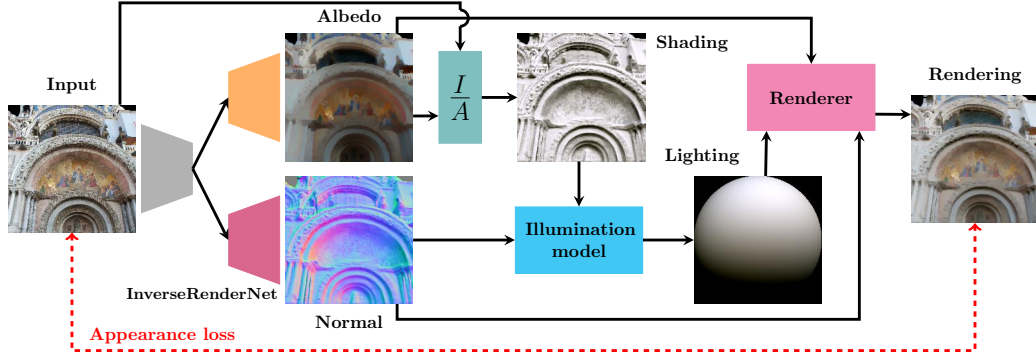 Albedo
Shading
Input
I
A
Renderer
Rendering
Lighting
Illumination
model
InverseRenderNet
Normal
Appearance loss